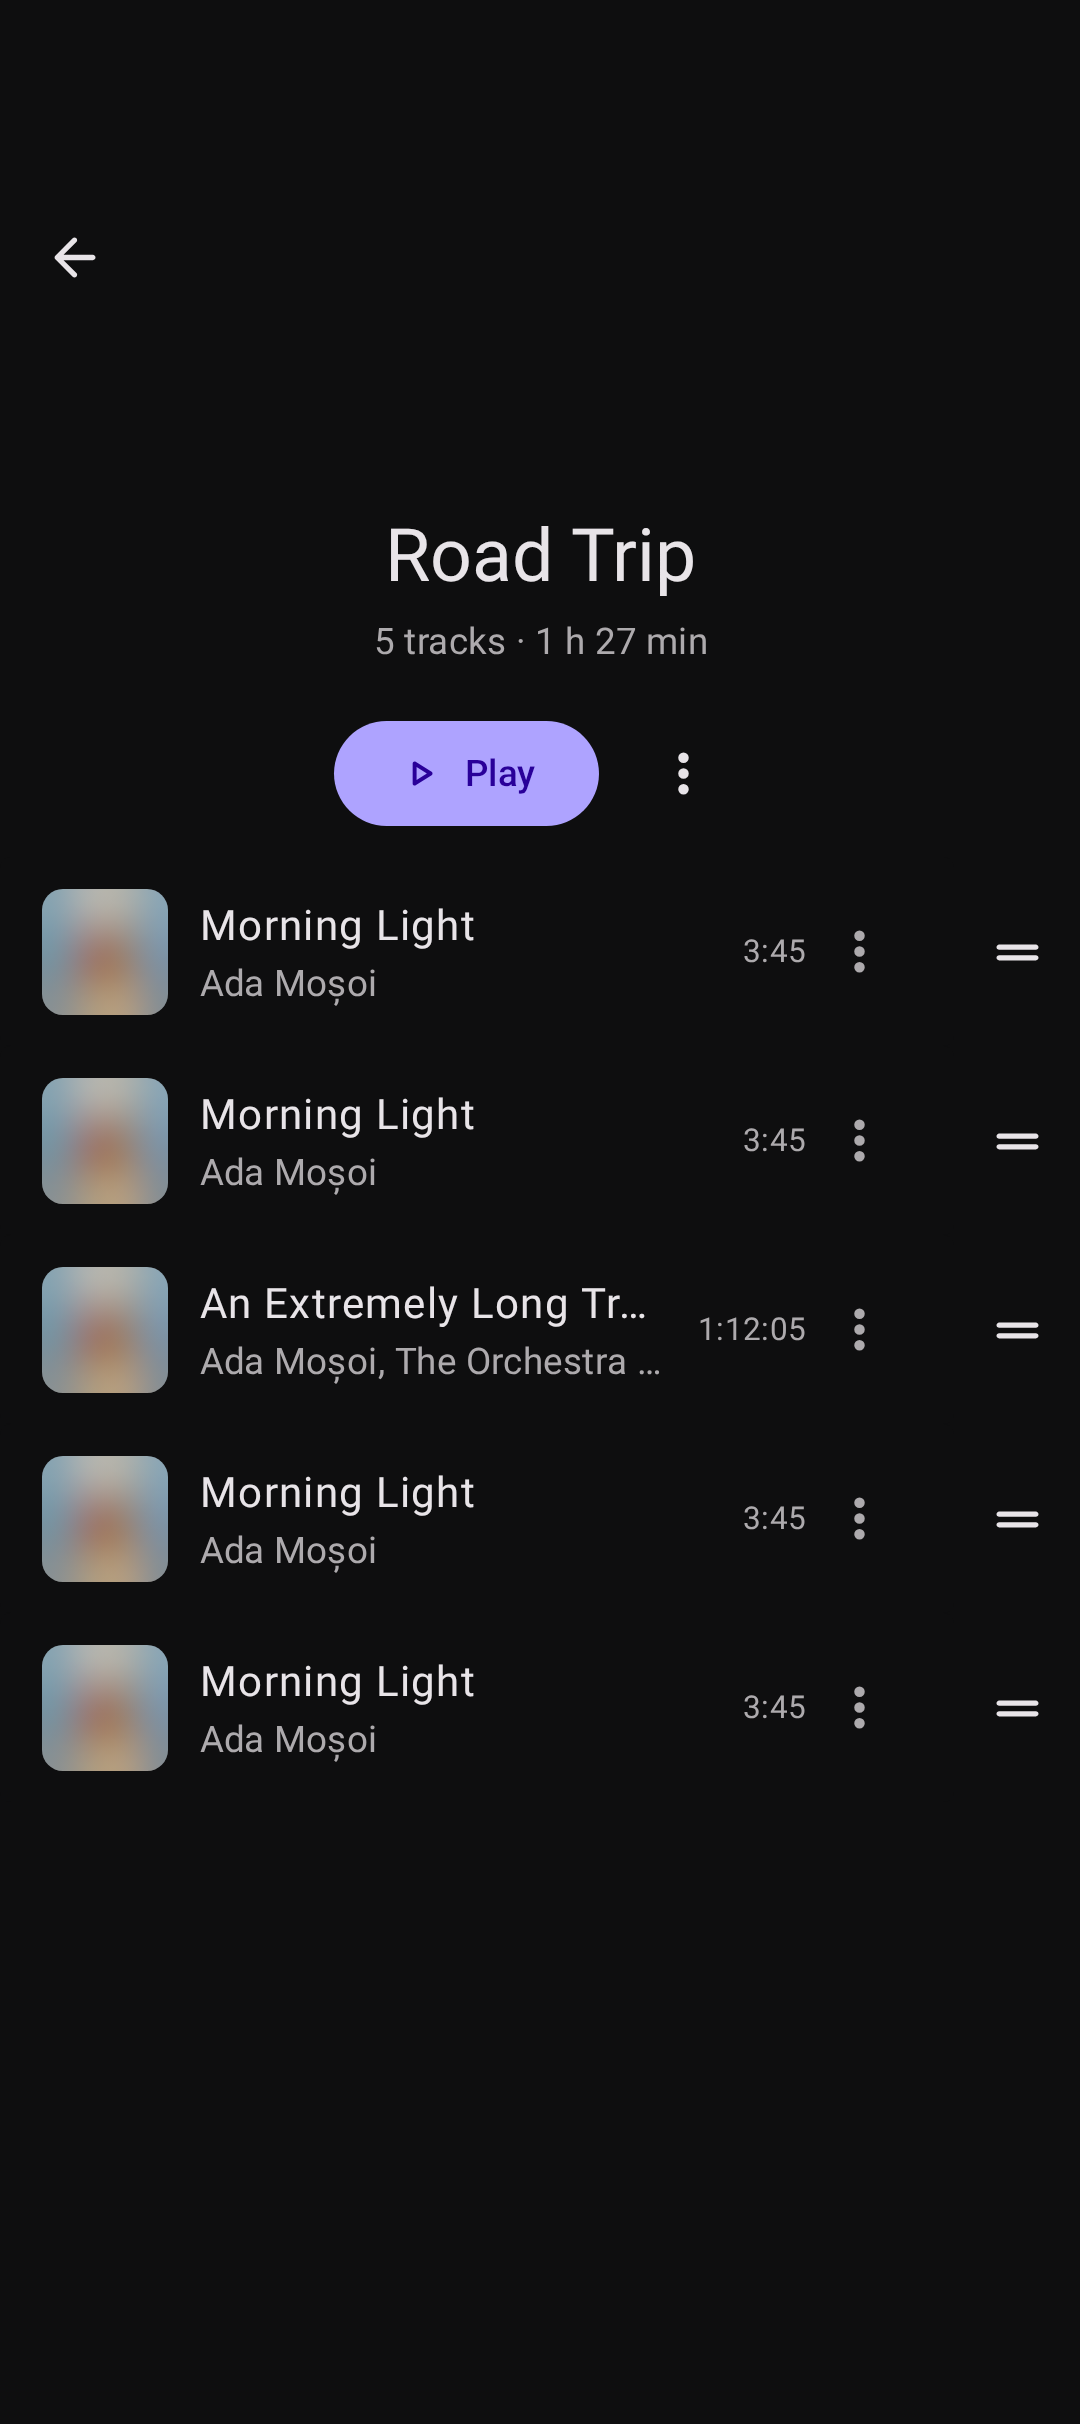 Road Trip
5 tracks · 1 h 27 min
Play
Morning Light
Ada Moșoi
3:45
Morning Light
Ada Moșoi
3:45
An Extremely Long Tr…
Ada Moșoi, The Orchestra …
1:12:05
Morning Light
Ada Moșoi
3:45
Morning Light
Ada Moșoi
3:45